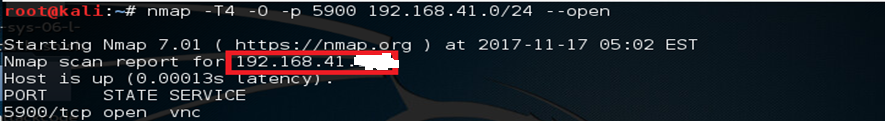 root@kali:~# nmap -T4 -O -p 5900 192.168.41.0/24 --open
Starting Nmap 7.01 ( https://nmap.org ) at 2017-11-17 05:02 EST
Nmap scan report for 192.168.41.
Host is up (0.00013s latency).
PORT STATE SERVICE
5900/tcp open vnc